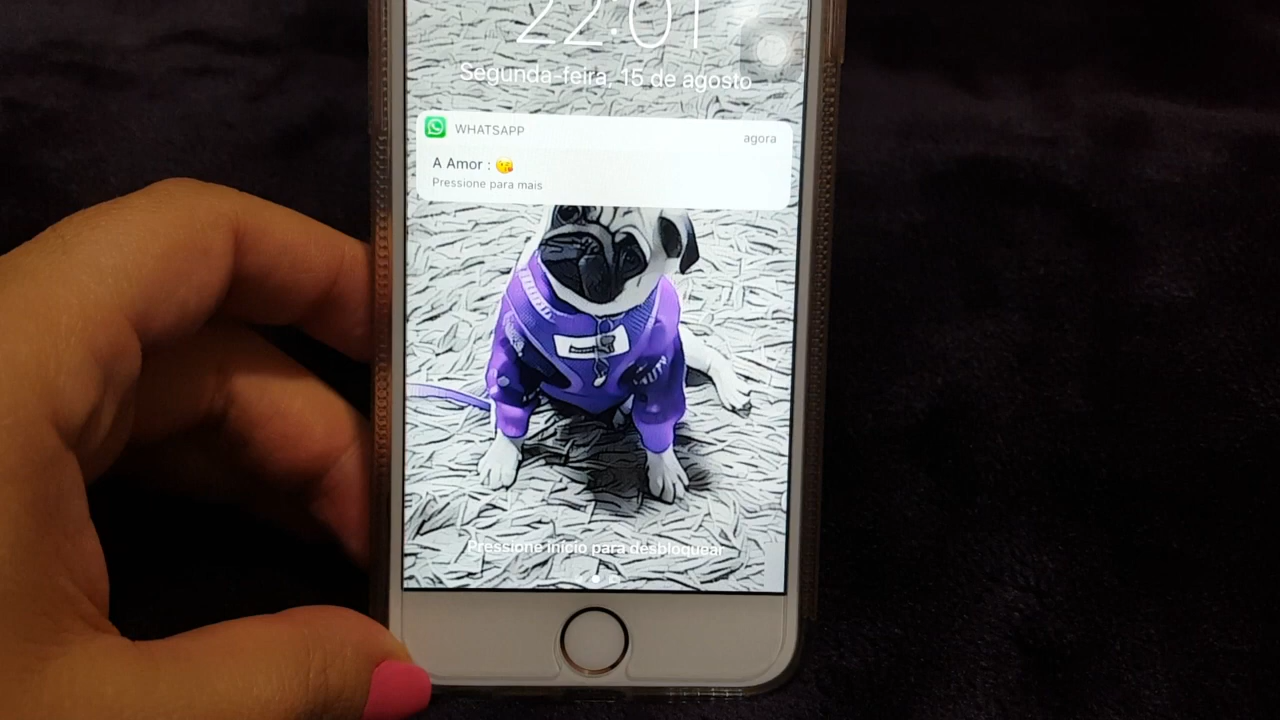 22:01
Segunda-feira, 15 de agosto
WHATSAPP
agora
A Amor : 😘
Pressione para mais
Pressione início para desbloquear